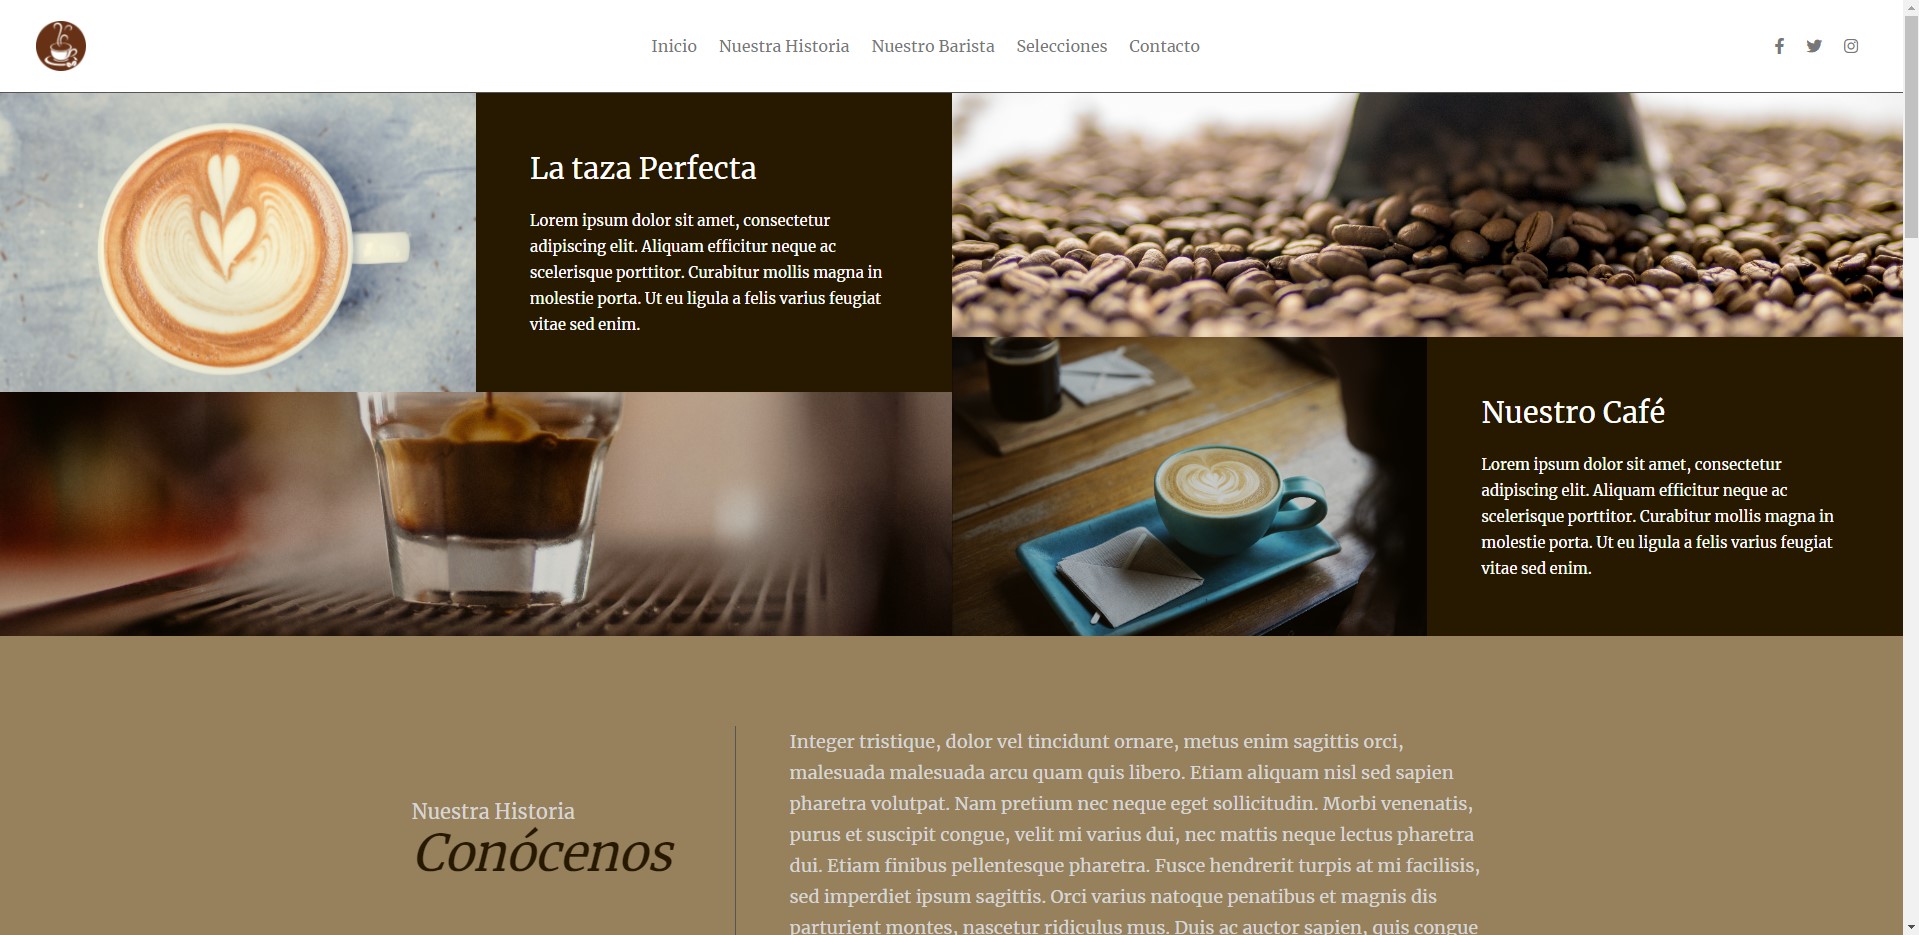 Inicio Nuestra Historia Nuestro Barista Selecciones Contacto
La taza Perfecta
Lorem ipsum dolor sit amet, consectetur
adipiscing elit. Aliquam efficitur neque ac
scelerisque porttitor. Curabitur mollis magna in
molestie porta. Ut eu ligula a felis varius feugiat
vitae sed enim.
Nuestro Café
Lorem ipsum dolor sit amet, consectetur
adipiscing elit. Aliquam efficitur neque ac
scelerisque porttitor. Curabitur mollis magna in
molestie porta. Ut eu ligula a felis varius feugiat
vitae sed enim.
Nuestra Historia
Conócenos
Integer tristique, dolor vel tincidunt ornare, metus enim sagittis orci,
malesuada malesuada arcu quam quis libero. Etiam aliquam nisl sed sapien
pharetra volutpat. Nam pretium nec neque eget sollicitudin. Morbi venenatis,
purus et suscipit congue, velit mi varius dui, nec mattis neque lectus pharetra
dui. Etiam finibus pellentesque pharetra. Fusce hendrerit turpis at mi facilisis,
sed imperdiet ipsum sagittis. Orci varius natoque penatibus et magnis dis
parturient montes, nascetur ridiculus mus. Duis ac auctor sapien, quis congue